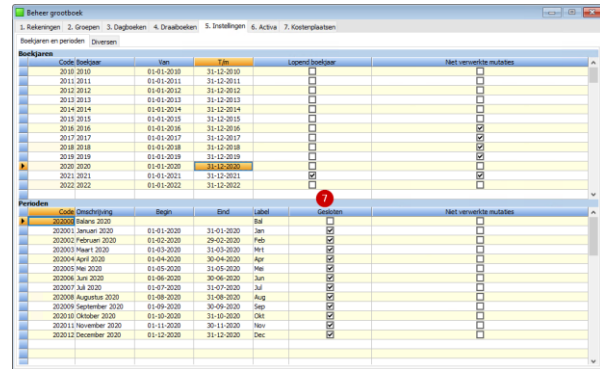 Beheer grootboek
1. Rekeningen 2. Groepen 3. Dagboeken 4. Draaiboeken 5. Instellingen 6. Activa 7. Kostenplaatsen
Boekjaren en perioden Diversen
Boekjaren
Code Boekjaar Van T/m Lopend boekjaar Niet verwerkte mutaties
2010 2010 01-01-2010 31-12-2010
2011 2011 01-01-2011 31-12-2011
2012 2012 01-01-2012 31-12-2012
2013 2013 01-01-2013 31-12-2013
2014 2014 01-01-2014 31-12-2014
2015 2015 01-01-2015 31-12-2015
2016 2016 01-01-2016 31-12-2016
2017 2017 01-01-2017 31-12-2017
2018 2018 01-01-2018 31-12-2018
2019 2019 01-01-2019 31-12-2019
2020 2020 01-01-2020 31-12-2020
2021 2021 01-01-2021 31-12-2021
2022 2022 01-01-2022 31-12-2022
Perioden
7
Code Omschrijving Begin Eind Label Gesloten Niet verwerkte mutaties
202000 Balans 2020 Bal
202001 Januari 2020 01-01-2020 31-01-2020 Jan
202002 Februari 2020 01-02-2020 29-02-2020 Feb
202003 Maart 2020 01-03-2020 31-03-2020 Mrt
202004 April 2020 01-04-2020 30-04-2020 Apr
202005 Mei 2020 01-05-2020 31-05-2020 Mei
202006 Juni 2020 01-06-2020 30-06-2020 Jun
202007 Juli 2020 01-07-2020 31-07-2020 Jul
202008 Augustus 2020 01-08-2020 31-08-2020 Aug
202009 September 2020 01-09-2020 30-09-2020 Sep
202010 Oktober 2020 01-10-2020 31-10-2020 Okt
202011 November 2020 01-11-2020 30-11-2020 Nov
202012 December 2020 01-12-2020 31-12-2020 Dec